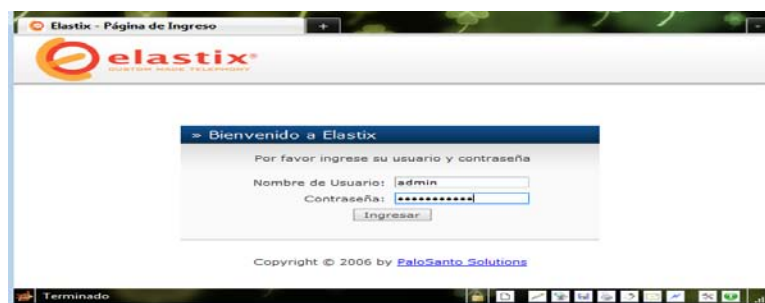 Elastix - Página de Ingreso
+
elastix®
CUSTOM MADE TELEPHONY
» Bienvenido a Elastix
Por favor ingrese su usuario y contraseña
Nombre de Usuario: admin
Contraseña: •••••••••••
Ingresar
Copyright © 2006 by PaloSanto Solutions
Terminado